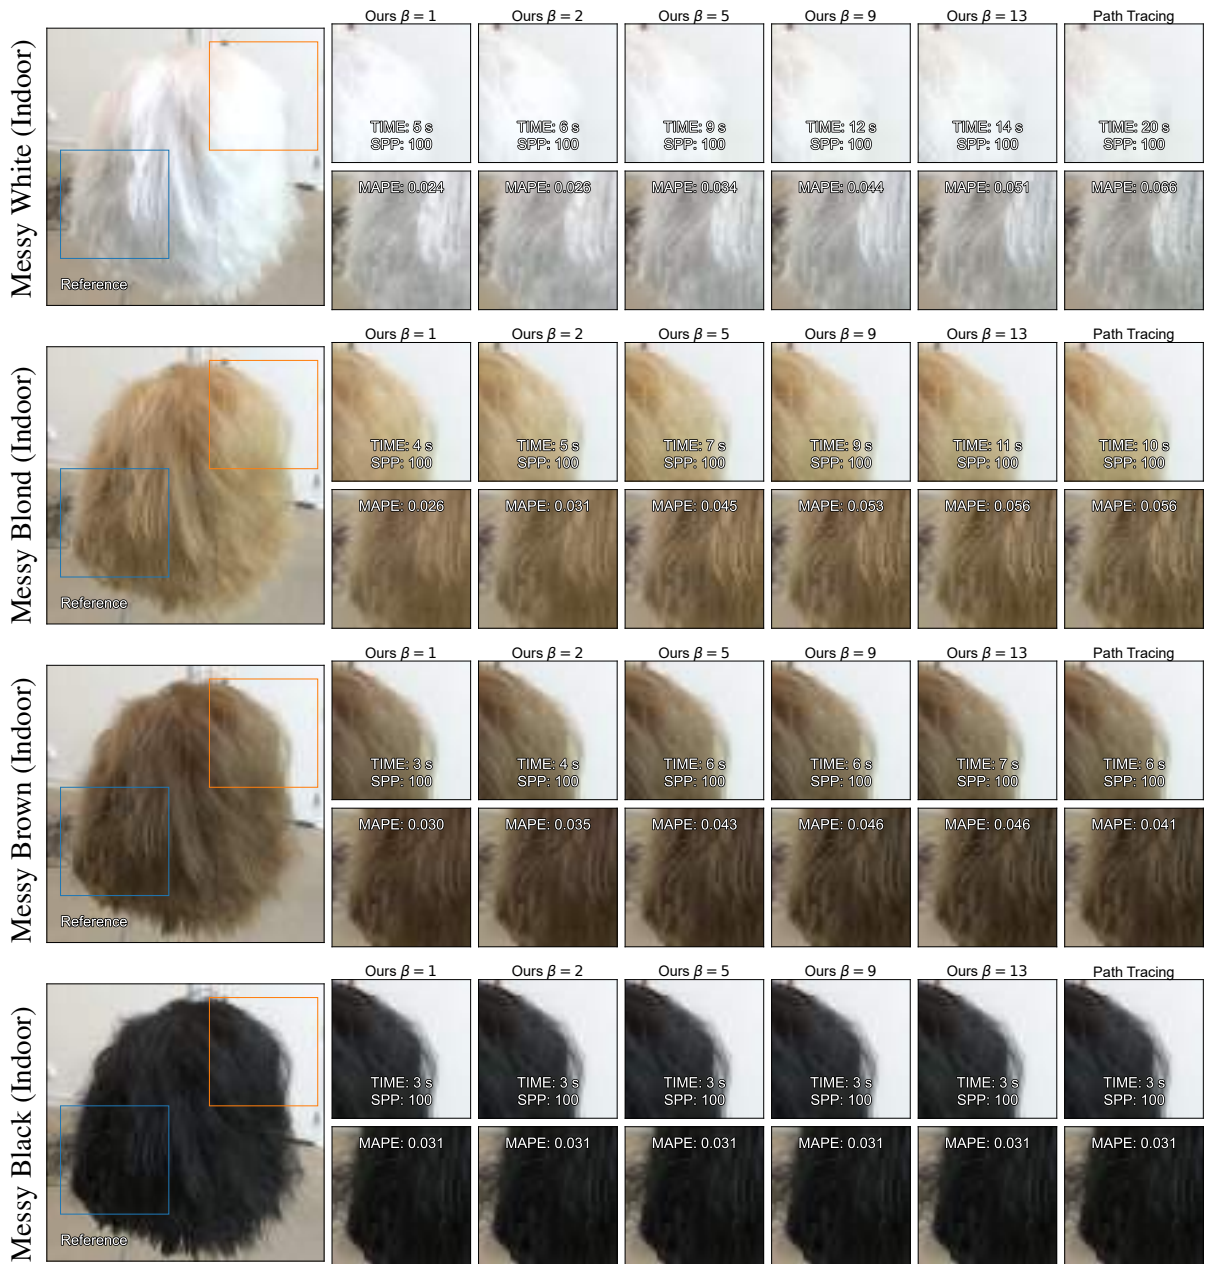 Messy White (Indoor)
Ours β = 1
Ours β = 2
Ours β = 5
Ours β = 9
Ours β = 13
Path Tracing
Reference
TIME: 5 s
SPP: 100
TIME: 6 s
SPP: 100
TIME: 9 s
SPP: 100
TIME: 12 s
SPP: 100
TIME: 14 s
SPP: 100
TIME: 20 s
SPP: 100
MAPE: 0.024
MAPE: 0.026
MAPE: 0.034
MAPE: 0.044
MAPE: 0.051
MAPE: 0.066
Messy Blond (Indoor)
Ours β = 1
Ours β = 2
Ours β = 5
Ours β = 9
Ours β = 13
Path Tracing
Reference
TIME: 4 s
SPP: 100
TIME: 5 s
SPP: 100
TIME: 7 s
SPP: 100
TIME: 9 s
SPP: 100
TIME: 11 s
SPP: 100
TIME: 10 s
SPP: 100
MAPE: 0.026
MAPE: 0.031
MAPE: 0.045
MAPE: 0.053
MAPE: 0.056
MAPE: 0.056
Messy Brown (Indoor)
Ours β = 1
Ours β = 2
Ours β = 5
Ours β = 9
Ours β = 13
Path Tracing
Reference
TIME: 3 s
SPP: 100
TIME: 4 s
SPP: 100
TIME: 6 s
SPP: 100
TIME: 6 s
SPP: 100
TIME: 7 s
SPP: 100
TIME: 6 s
SPP: 100
MAPE: 0.030
MAPE: 0.035
MAPE: 0.043
MAPE: 0.046
MAPE: 0.046
MAPE: 0.041
Messy Black (Indoor)
Ours β = 1
Ours β = 2
Ours β = 5
Ours β = 9
Ours β = 13
Path Tracing
Reference
TIME: 3 s
SPP: 100
TIME: 3 s
SPP: 100
TIME: 3 s
SPP: 100
TIME: 3 s
SPP: 100
TIME: 3 s
SPP: 100
TIME: 3 s
SPP: 100
MAPE: 0.031
MAPE: 0.031
MAPE: 0.031
MAPE: 0.031
MAPE: 0.031
MAPE: 0.031